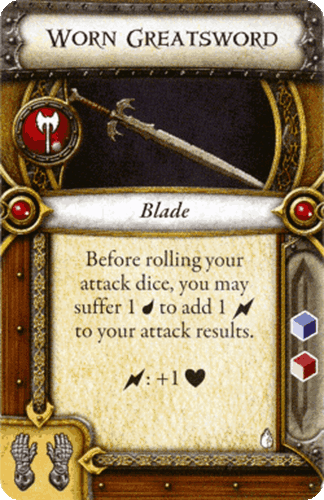 WORN GREATSWORD
Blade
Before rolling your
attack dice, you may
suffer 1 to add 1
to your attack results.
: +1